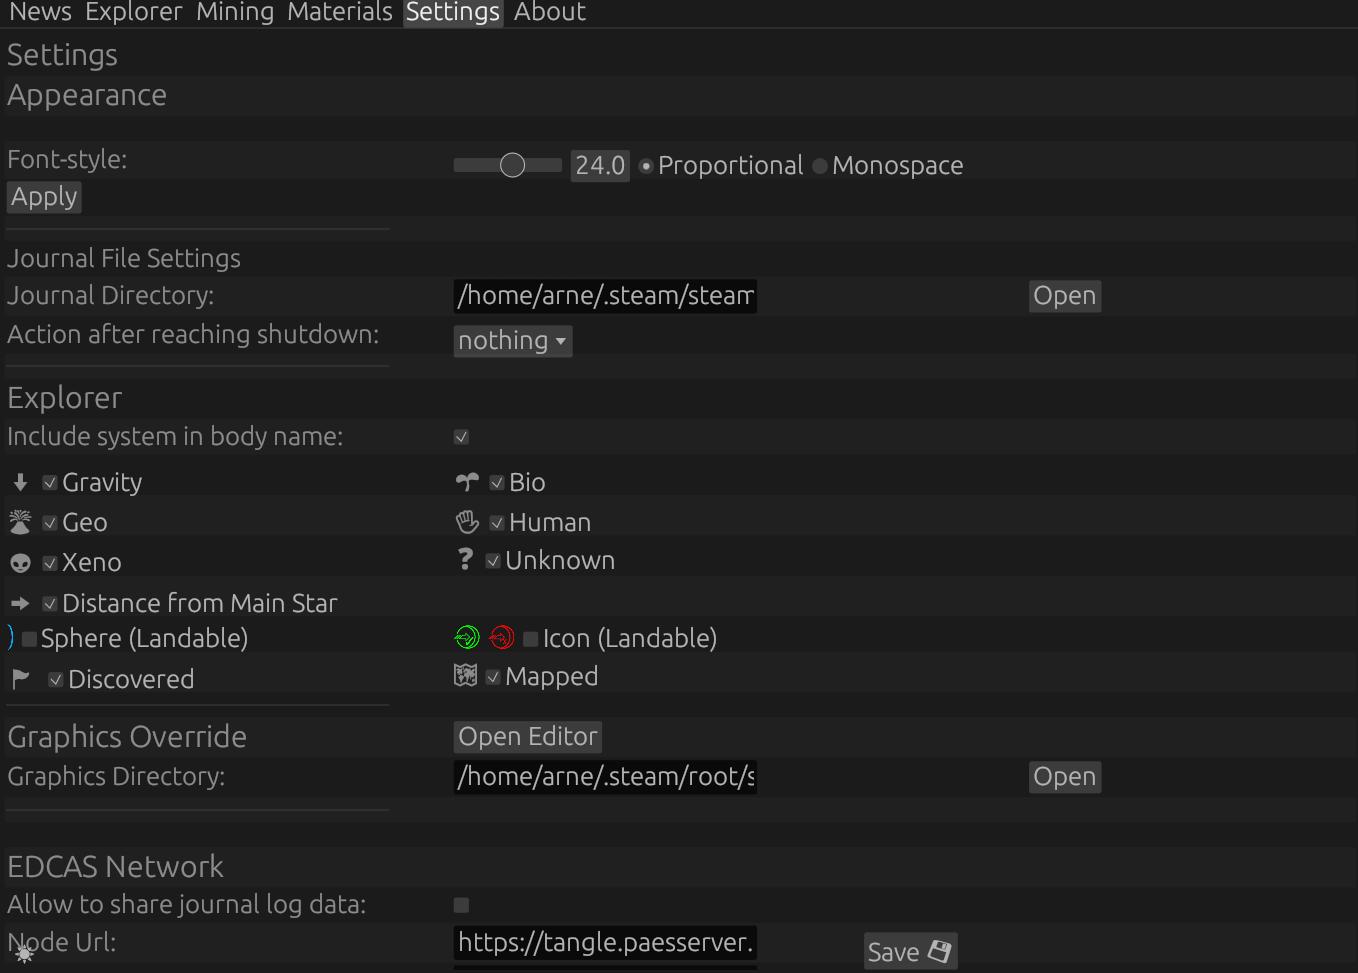 News Explorer Mining Materials Settings About
Settings
Appearance
Font-style: 24.0 Proportional Monospace
Apply
Journal File Settings
Journal Directory: /home/arne/.steam/steam Open
Action after reaching shutdown: nothing
Explorer
Include system in body name:
Gravity Bio
Geo Human
Xeno Unknown
Distance from Main Star
Sphere (Landable) Icon (Landable)
Discovered Mapped
Graphics Override Open Editor
Graphics Directory: /home/arne/.steam/root/s Open
EDCAS Network
Allow to share journal log data:
Node Url: https://tangle.paesserver. Save